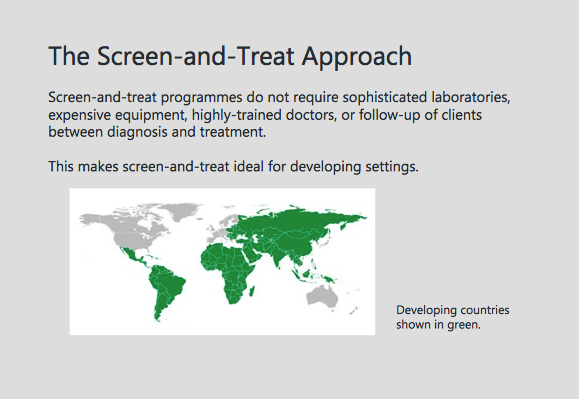 The Screen-and-Treat Approach
Screen-and-treat programmes do not require sophisticated laboratories,
expensive equipment, highly-trained doctors, or follow-up of clients
between diagnosis and treatment.
This makes screen-and-treat ideal for developing settings.
Developing countries
shown in green.